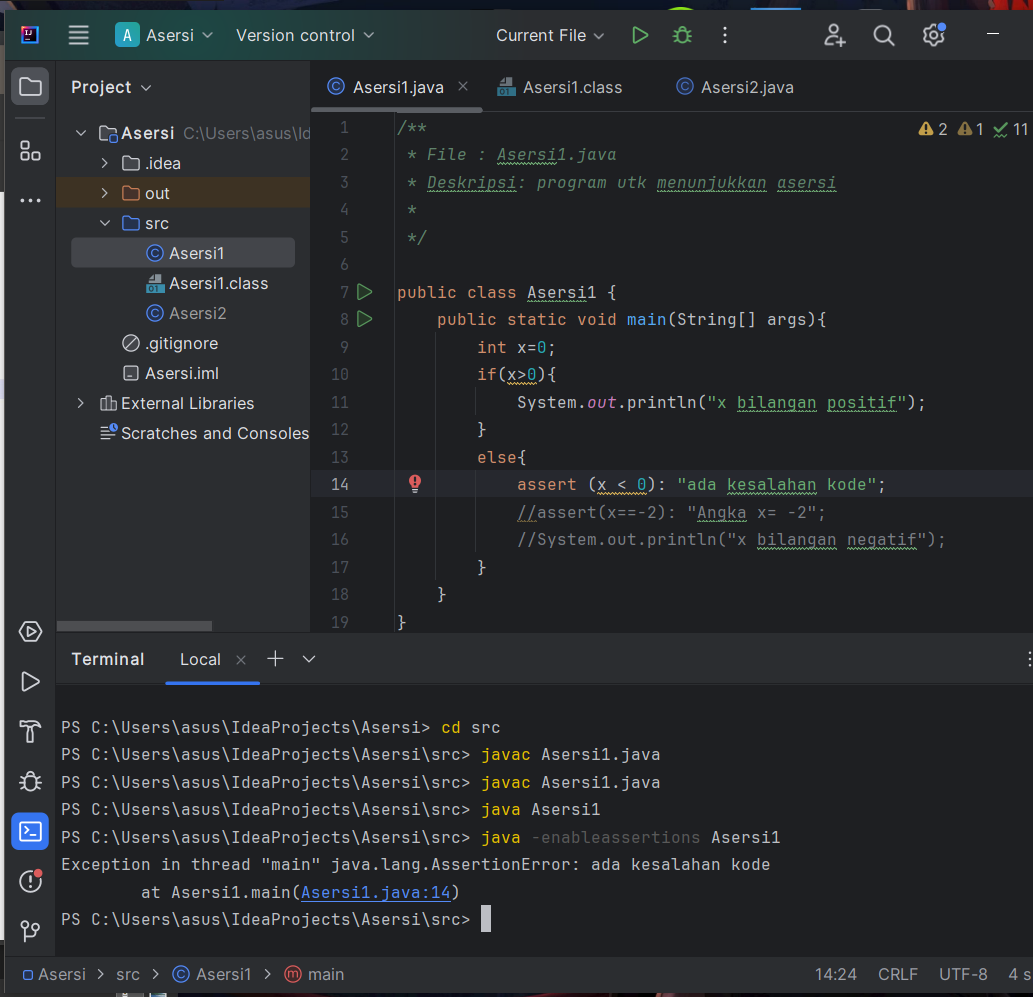 A Asersi Version control Current File
Project
Asersi1.java Asersi1.class Asersi2.java
Asersi C:\Users\asus\Id
.idea
out
src
Asersi1
Asersi1.class
Asersi2
.gitignore
Asersi.iml
External Libraries
Scratches and Consoles
2 1 11
1 /**
2 * File : Asersi1.java
3 * Deskripsi: program utk menunjukkan asersi
4 *
5 */
6
7 public class Asersi1 {
8 public static void main(String[] args){
9 int x=0;
10 if(x>0){
11 System.out.println("x bilangan positif");
12 }
13 else{
14 assert (x < 0): "ada kesalahan kode";
15 //assert(x==-2): "Angka x= -2";
16 //System.out.println("x bilangan negatif");
17 }
18 }
19 }
Terminal Local
PS C:\Users\asus\IdeaProjects\Asersi> cd src
PS C:\Users\asus\IdeaProjects\Asersi\src> javac Asersi1.java
PS C:\Users\asus\IdeaProjects\Asersi\src> javac Asersi1.java
PS C:\Users\asus\IdeaProjects\Asersi\src> java Asersi1
PS C:\Users\asus\IdeaProjects\Asersi\src> java -enableassertions Asersi1
Exception in thread "main" java.lang.AssertionError: ada kesalahan kode
at Asersi1.main(Asersi1.java:14)
PS C:\Users\asus\IdeaProjects\Asersi\src>
Asersi > src > Asersi1 > main 14:24 CRLF UTF-8 4 s